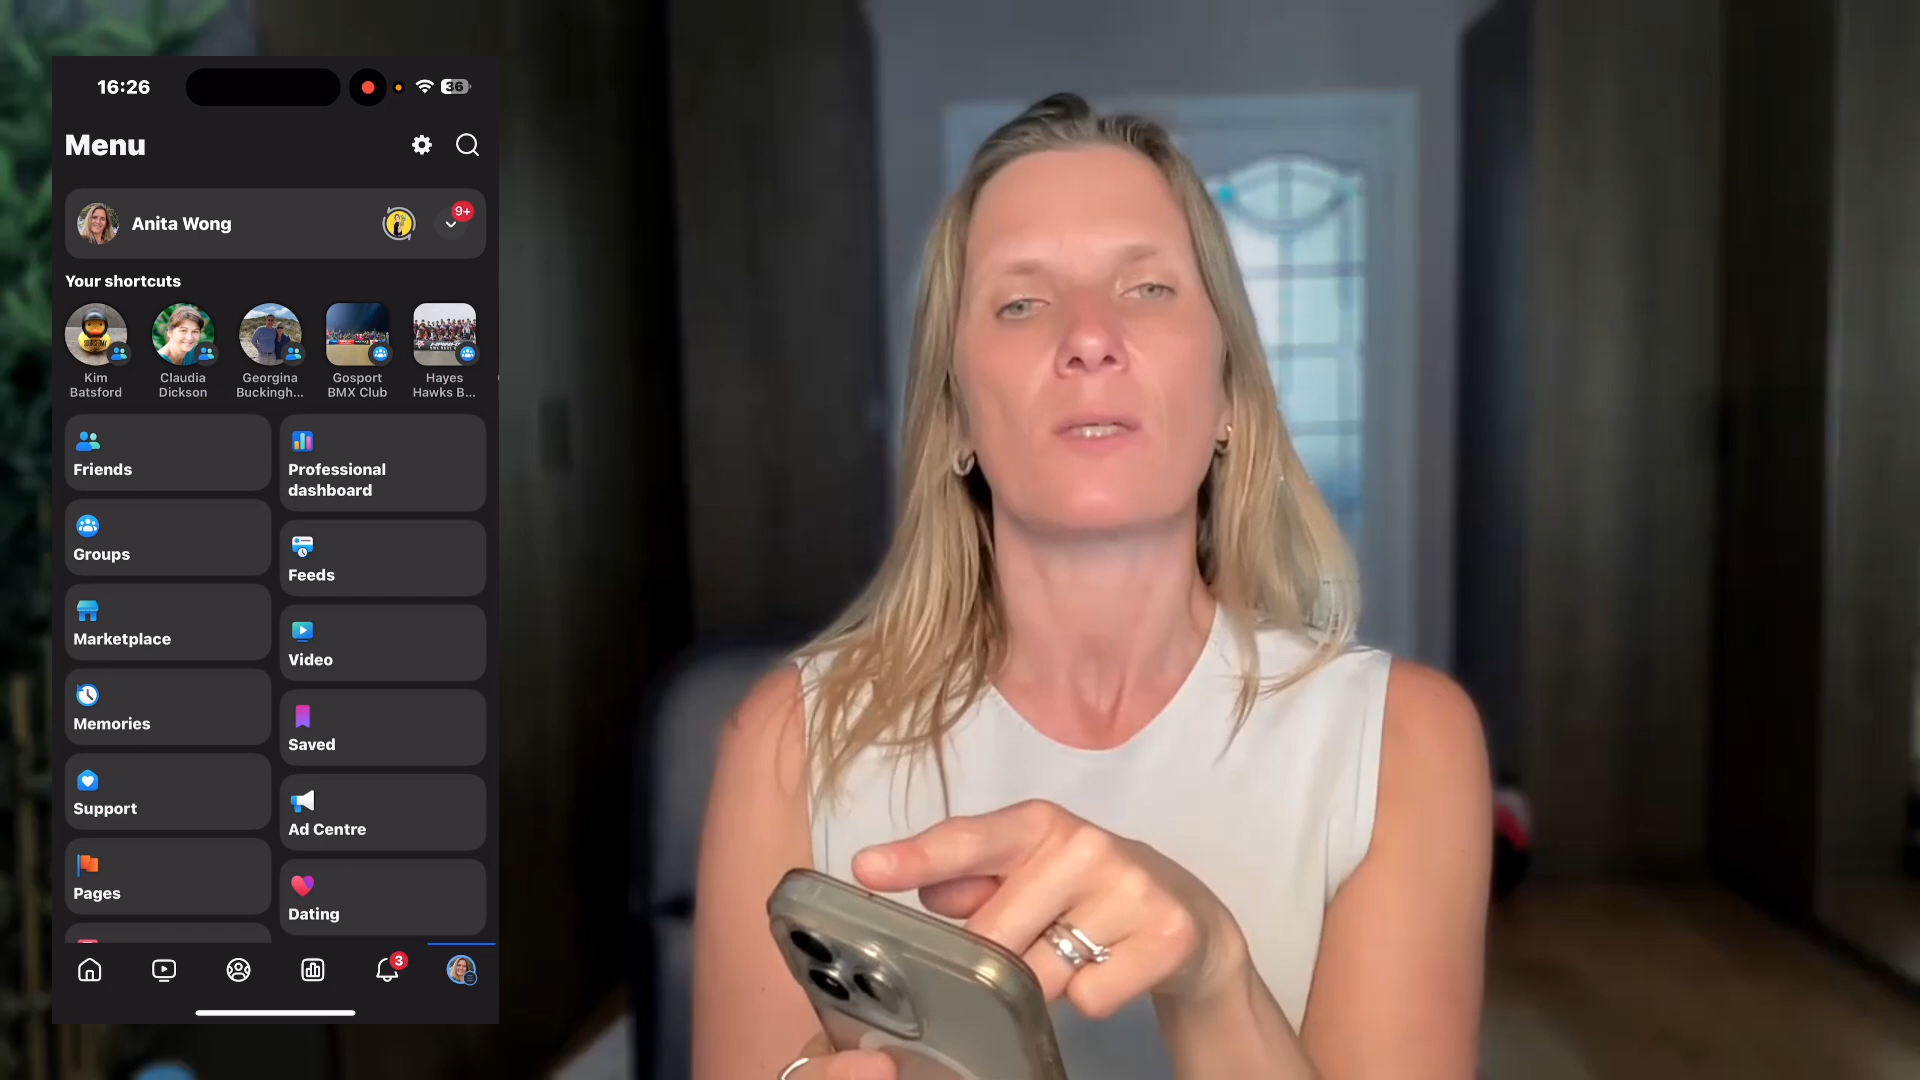 16:26
36
Menu
Anita Wong
9+
Your shortcuts
Kim
Batsford
Claudia
Dickson
Georgina
Buckingh...
Gosport
BMX Club
Hayes
Hawks B...
Friends
Professional
dashboard
Groups
Feeds
Marketplace
Video
Memories
Saved
Support
Ad Centre
Pages
Dating
3